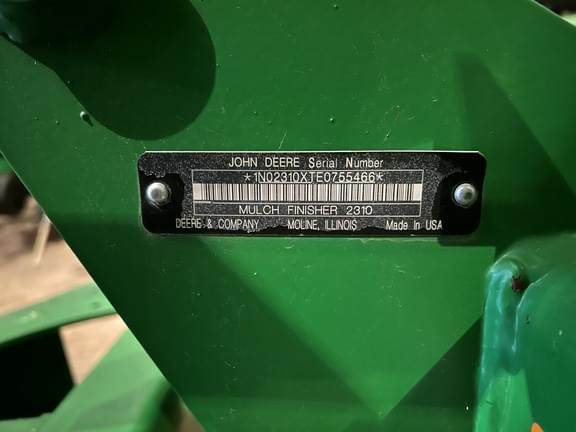 JOHN DEERE Serial Number
*1N02310XTE0755466*
MULCH FINISHER 2310
DEERE & COMPANY MOLINE, ILLINOIS Made In USA